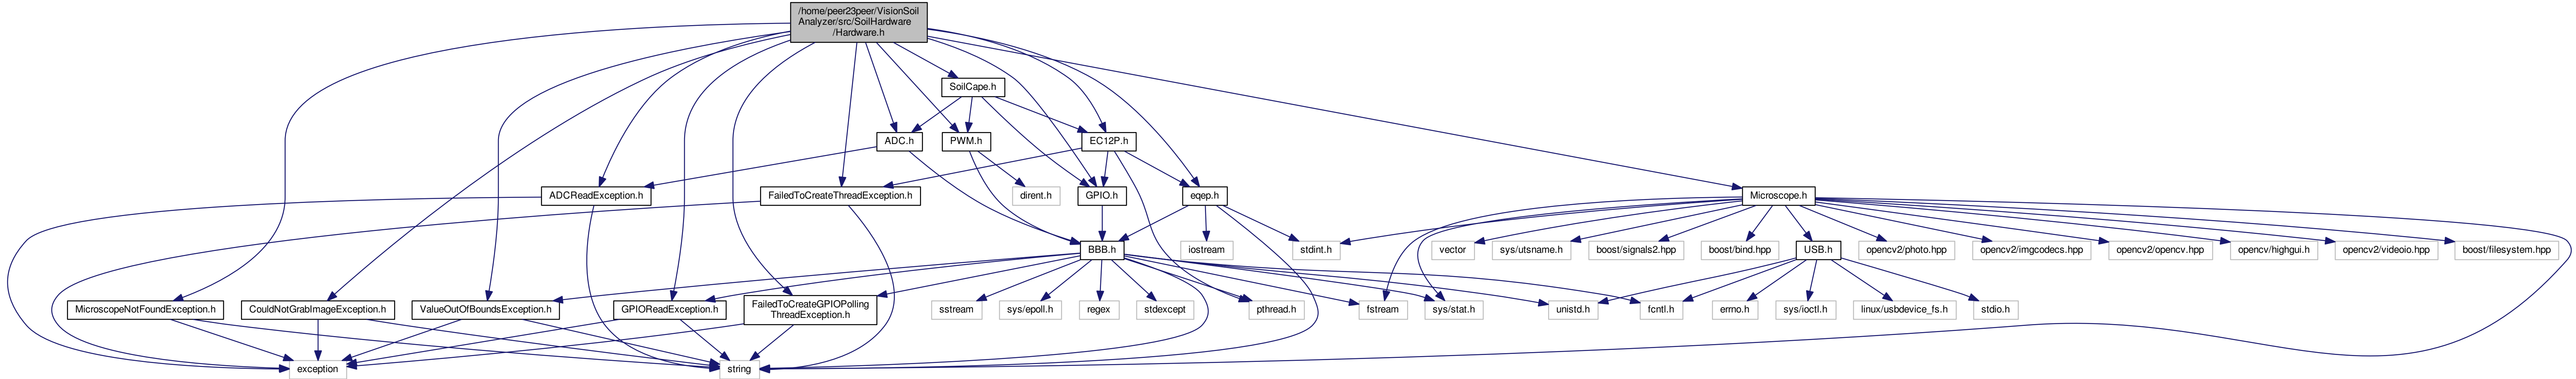 /home/peer23peer/VisionSoil
Analyzer/src/SoilHardware
/Hardware.h
SoilCape.h
ADC.h
PWM.h
EC12P.h
ADCReadException.h
FailedToCreateThreadException.h
dirent.h
GPIO.h
eqep.h
Microscope.h
BBB.h
iostream
stdint.h
vector
sys/utsname.h
boost/signals2.hpp
boost/bind.hpp
USB.h
opencv2/photo.hpp
opencv2/imgcodecs.hpp
opencv2/opencv.hpp
opencv/highgui.h
opencv2/videoio.hpp
boost/filesystem.hpp
MicroscopeNotFoundException.h
CouldNotGrabImageException.h
ValueOutOfBoundsException.h
GPIOReadException.h
FailedToCreateGPIOPolling
ThreadException.h
sstream
sys/epoll.h
regex
stdexcept
pthread.h
fstream
sys/stat.h
unistd.h
fcntl.h
errno.h
sys/ioctl.h
linux/usbdevice_fs.h
stdio.h
exception
string